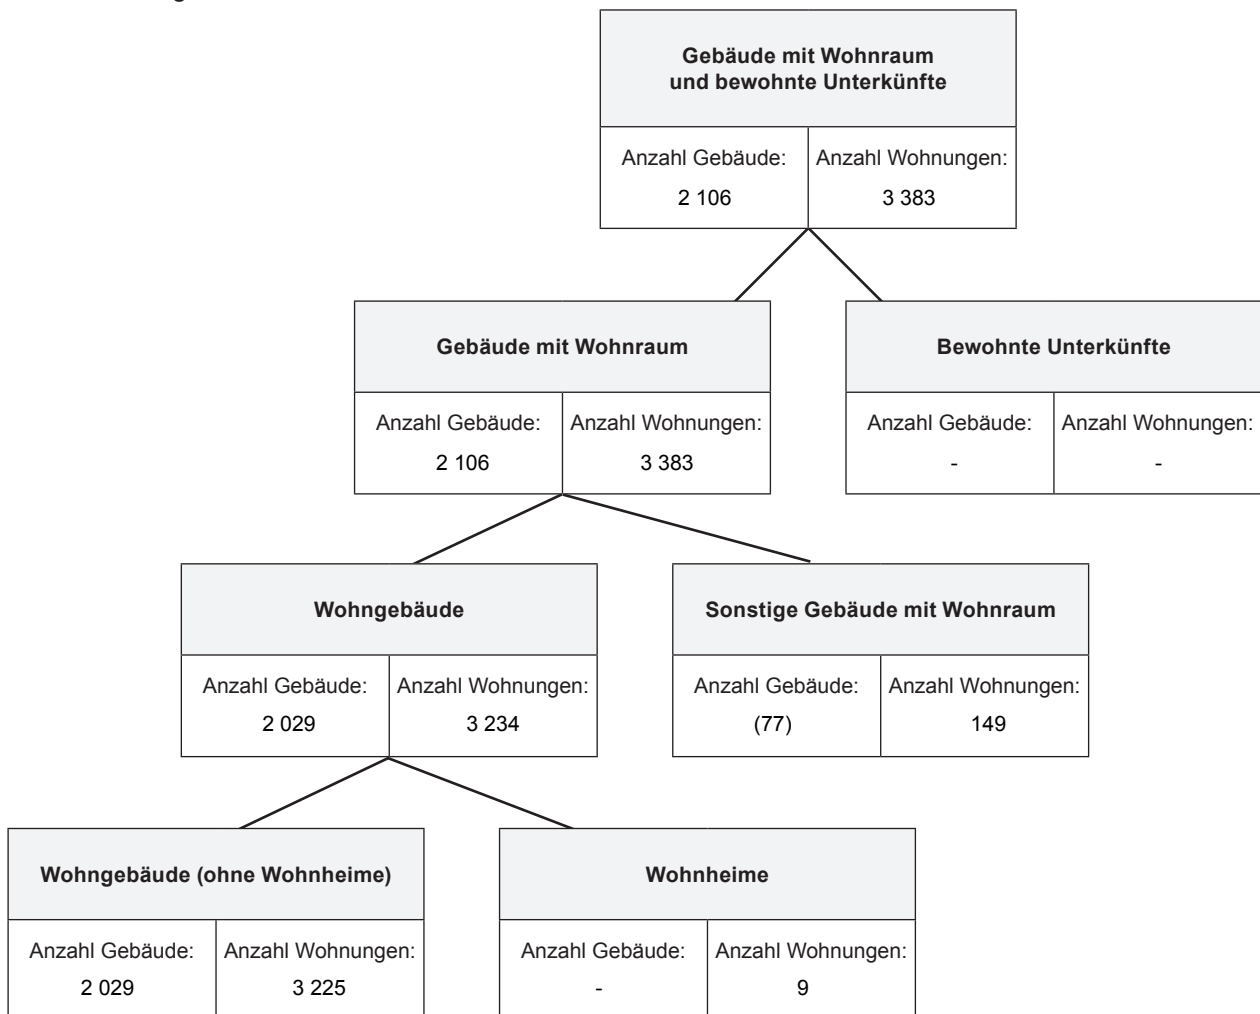 Gebäude mit Wohnraum
und bewohnte Unterkünfte
Anzahl Gebäude: Anzahl Wohnungen:
2 106 3 383
Gebäude mit Wohnraum Bewohnte Unterkünfte
Anzahl Gebäude: Anzahl Wohnungen: Anzahl Gebäude: Anzahl Wohnungen:
2 106 3 383 - -
Wohngebäude Sonstige Gebäude mit Wohnraum
Anzahl Gebäude: Anzahl Wohnungen: Anzahl Gebäude: Anzahl Wohnungen:
2 029 3 234 (77) 149
Wohngebäude (ohne Wohnheime) Wohnheime
Anzahl Gebäude: Anzahl Wohnungen: Anzahl Gebäude: Anzahl Wohnungen:
2 029 3 225 - 9